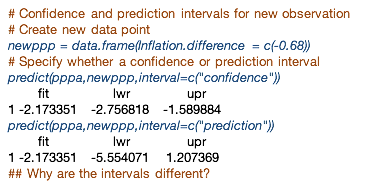 # Confidence and prediction intervals for new observation
# Create new data point
newppp = data.frame(Inflation.difference = c(-0.68))
# Specify whether a confidence or prediction interval
predict(pppa,newppp,interval=c("confidence"))
fit lwr upr
1 -2.173351 -2.756818 -1.589884
predict(pppa,newppp,interval=c("prediction"))
fit lwr upr
1 -2.173351 -5.554071 1.207369
## Why are the intervals different?